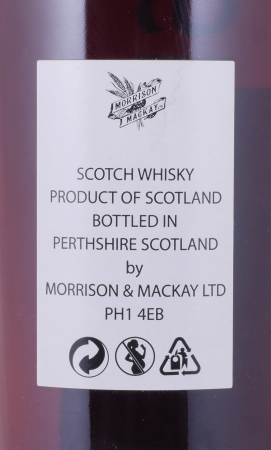 MORRISON
MACKAY
SCOTCH WHISKY
PRODUCT OF SCOTLAND
BOTTLED IN
PERTHSHIRE SCOTLAND
by
MORRISON & MACKAY LTD
PH1 4EB